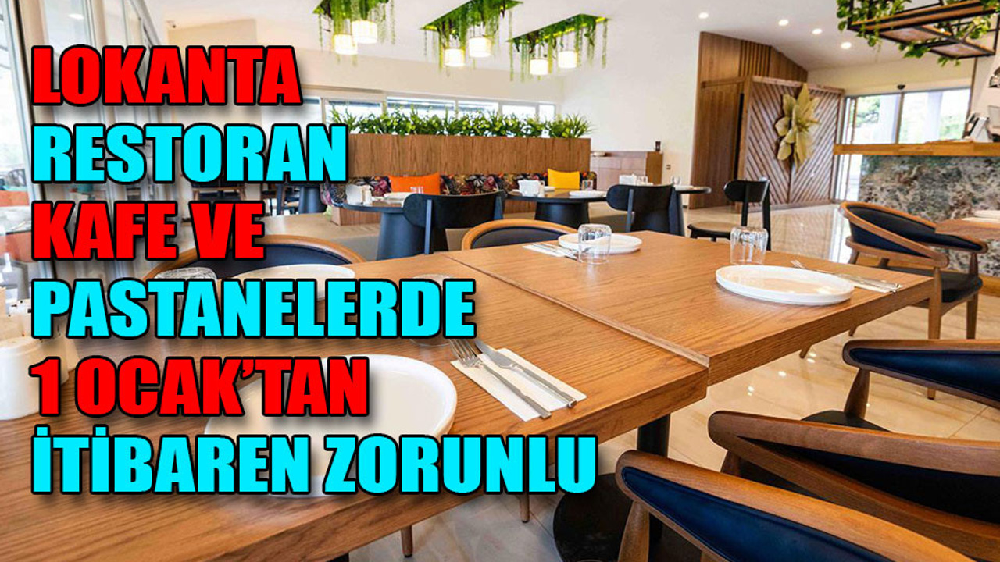 LOKANTA
RESTORAN
KAFE VE
PASTANELERDE
1 OCAK’TAN
İTİBAREN ZORUNLU